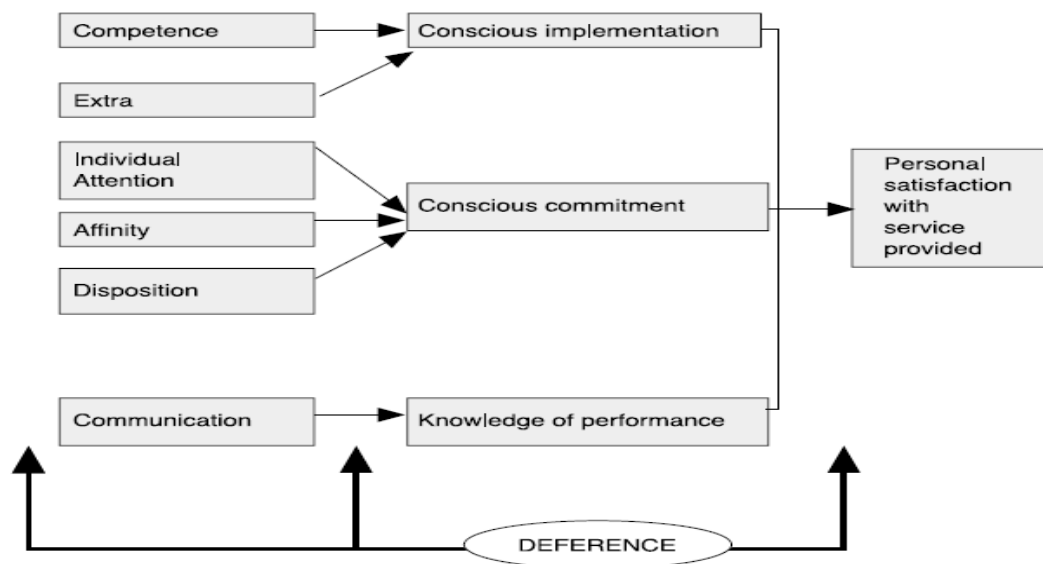 Competence
Conscious implementation
Extra
Individual
Attention
Affinity
Disposition
Conscious commitment
Personal
satisfaction
with
service
provided
Communication
Knowledge of performance
DEFERENCE